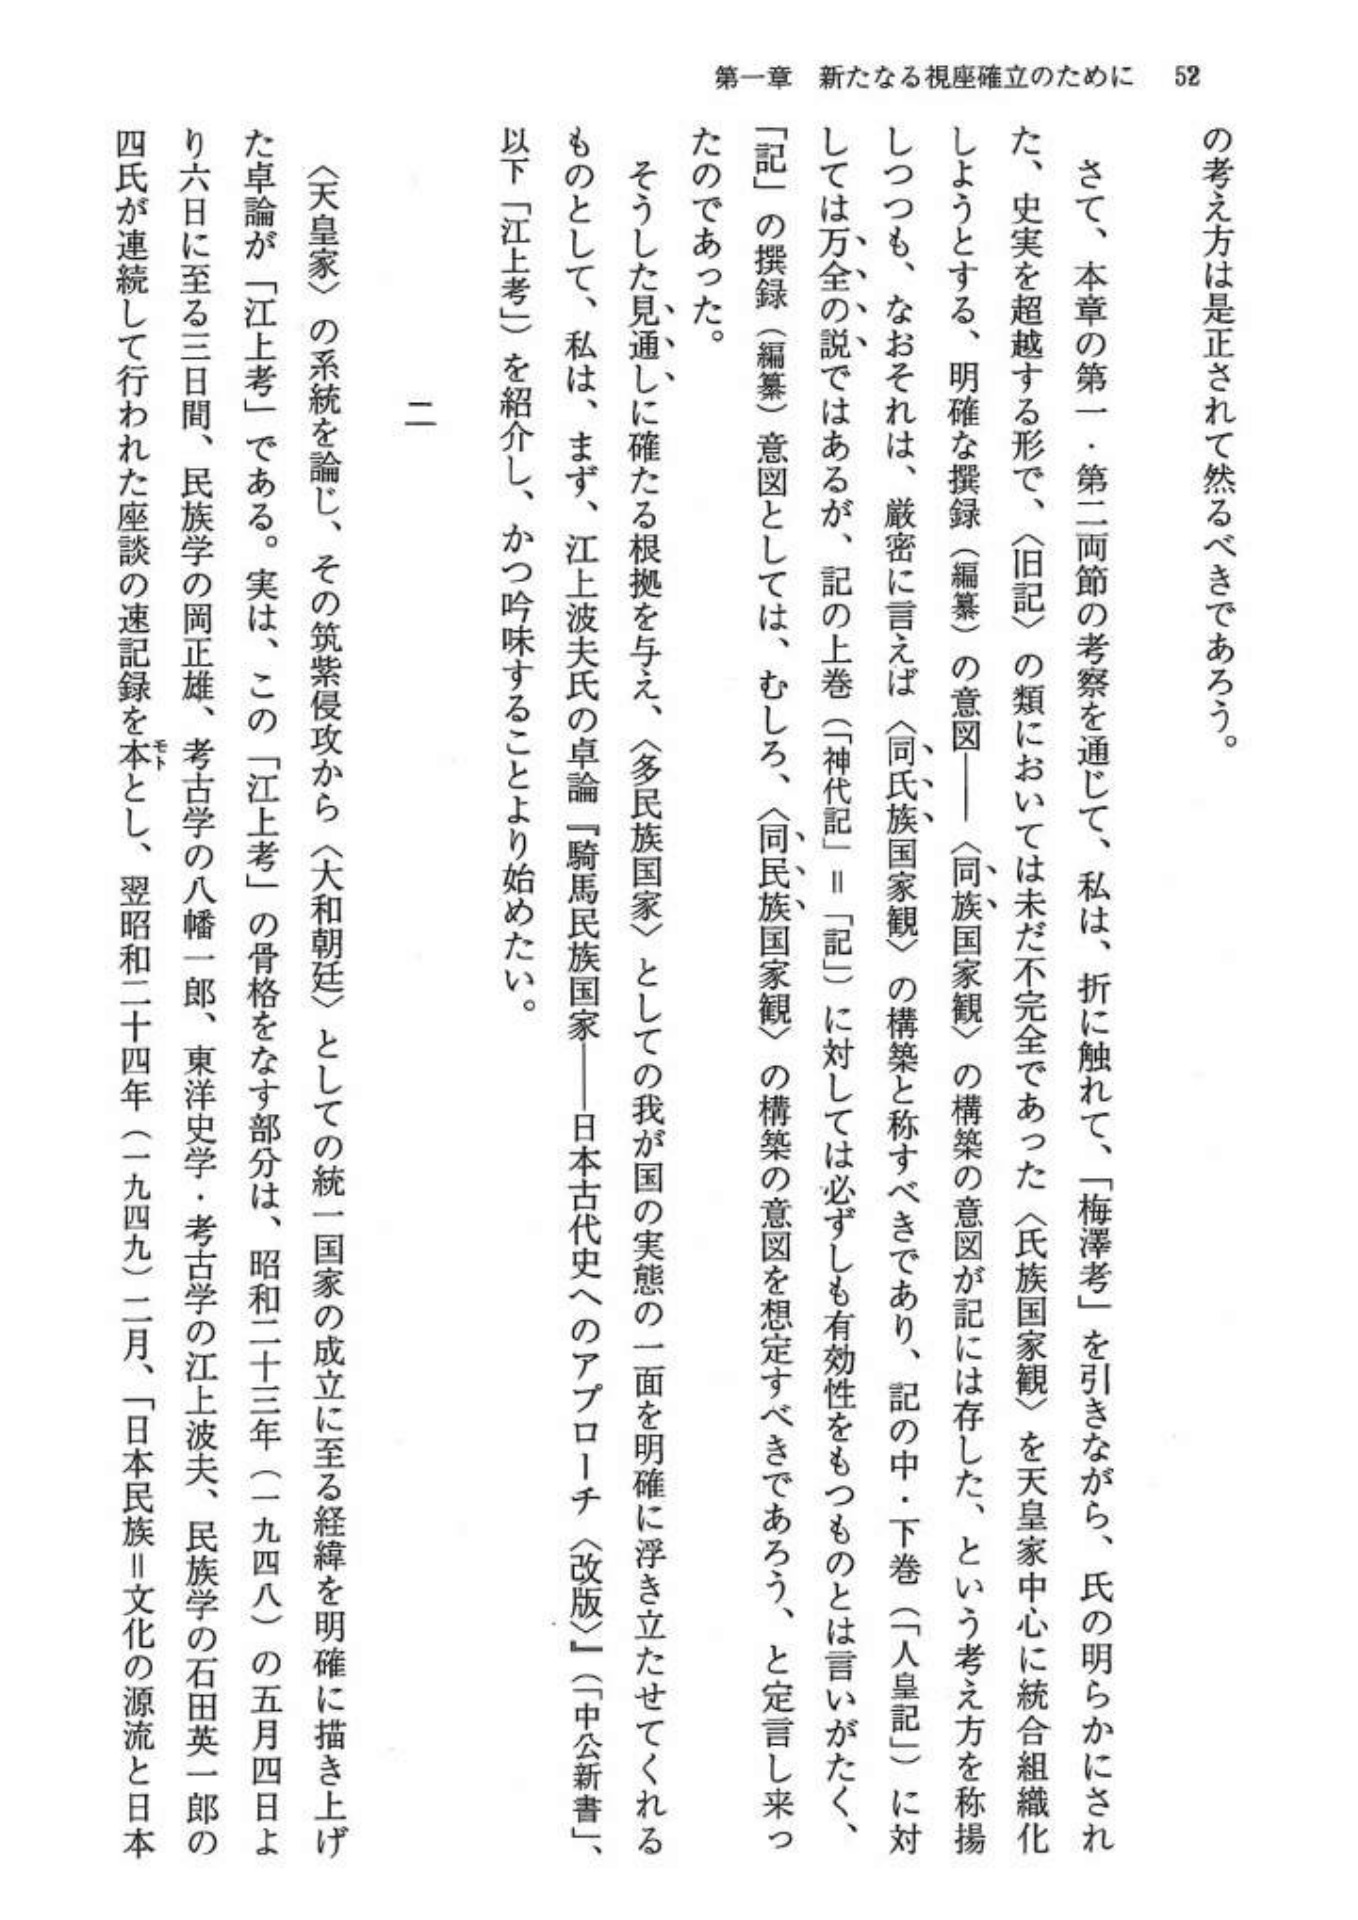 第一章　新たなる視座確立のために　52
の考え方は是正されて然るべきであろう。
さて、本章の第一・第二両節の考察を通じて、私は、折に触れて、「梅澤考」を引きながら、氏の明らかにされ
た、史実を超越する形で、〈旧記〉の類においては未だ不完全であった〈氏族国家観〉を天皇家中心に統合組織化
しようとする、明確な撰録（編纂）の意図――〈同族国家観〉の構築の意図が記には存した、という考え方を称揚
しつつも、なおそれは、厳密に言えば〈同氏族国家観〉の構築と称すべきであり、記の中・下巻（「人皇記」）に対
しては万全の説ではあるが、記の上巻（「神代記」＝「記」）に対しては必ずしも有効性をもつものとは言いがたく、
「記」の撰録（編纂）意図としては、むしろ、〈同民族国家観〉の構築の意図を想定すべきであろう、と定言し来っ
たのであった。
そうした見通しに確たる根拠を与え、〈多民族国家〉としての我が国の実態の一面を明確に浮き立たせてくれる
ものとして、私は、まず、江上波夫氏の卓論『騎馬民族国家――日本古代史へのアプローチ〈改版〉』（「中公新書」、
以下「江上考」）を紹介し、かつ吟味することより始めたい。
二
〈天皇家〉の系統を論じ、その筑紫侵攻から〈大和朝廷〉としての統一国家の成立に至る経緯を明確に描き上げ
た卓論が「江上考」である。実は、この「江上考」の骨格をなす部分は、昭和二十三年（一九四八）の五月四日よ
り六日に至る三日間、民族学の岡正雄、考古学の八幡一郎、東洋史学・考古学の江上波夫、民族学の石田英一郎の
四氏が連続して行われた座談の速記録を本モトとし、翌昭和二十四年（一九四九）二月、「日本民族＝文化の源流と日本